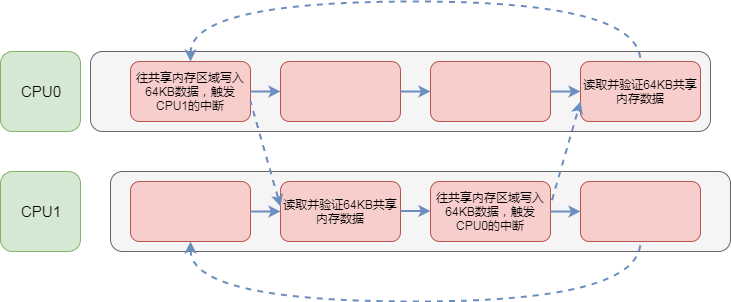 CPU0
往共享内存区域写入
64KB数据，触发
CPU1的中断
读取并验证64KB共享
内存数据
CPU1
读取并验证64KB共享
内存数据
往共享内存区域写入
64KB数据，触发
CPU0的中断